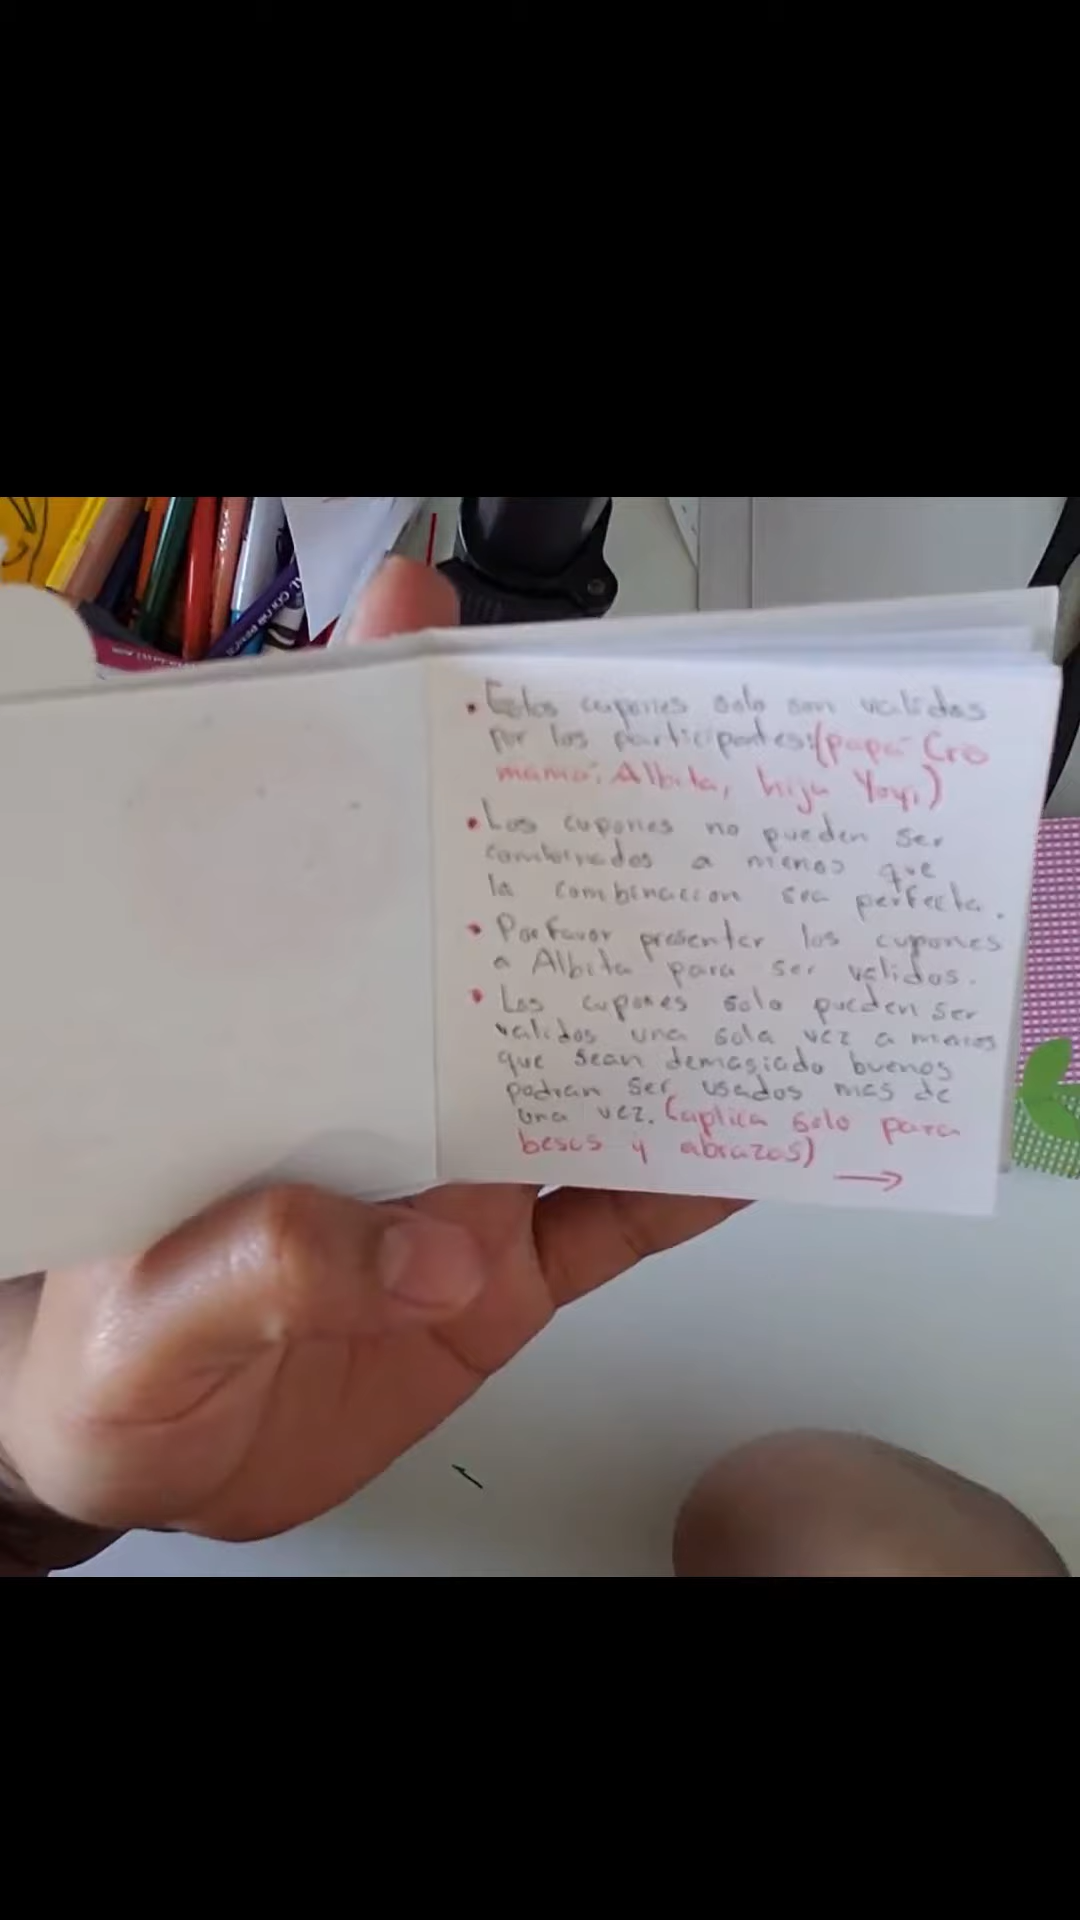 • Estos cupones solo son validos
por los participantes:(papa: Cro
mama: Albita, hija Yoyi)
• Los cupones no pueden ser
combinados a menos que
la combinacion sea perfecta.
• Por favor presentar los cupones
a Albita para ser validos.
• Los cupones solo pueden ser
validos una sola vez a menos
que sean demasiado buenos
podran ser usados mas de
una vez. (aplica solo para
besos y abrazos)
→